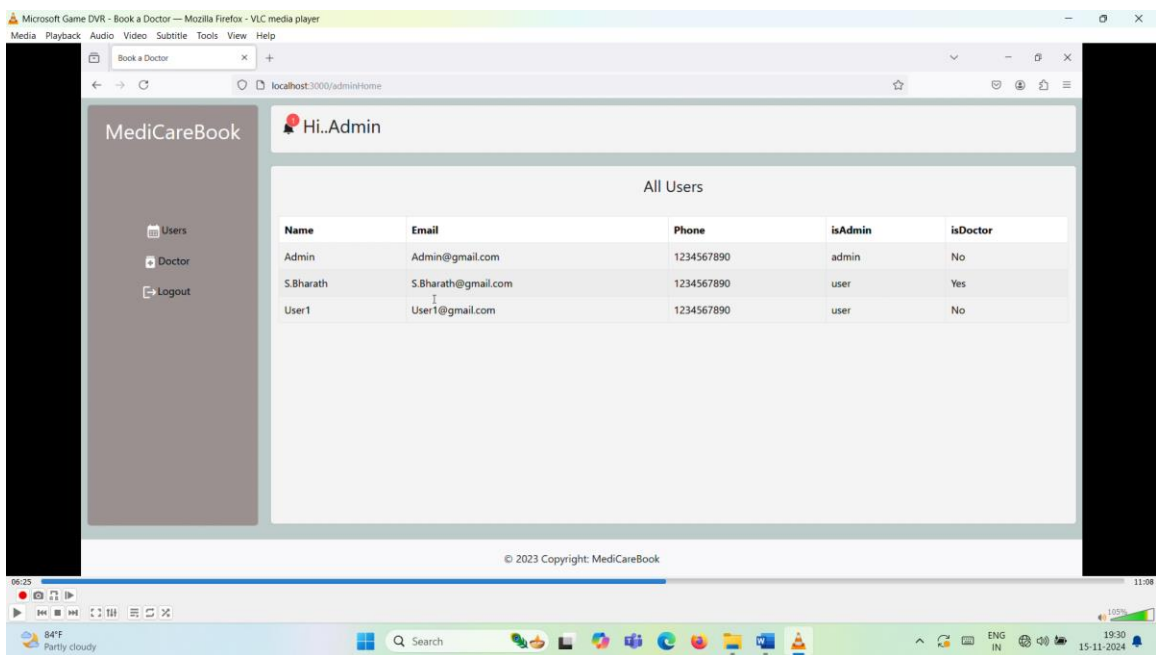 Microsoft Game DVR - Book a Doctor — Mozilla Firefox - VLC media player
Media Playback Audio Video Subtitle Tools View Help
Book a Doctor
localhost:3000/adminHome
MediCareBook
Hi..Admin
Users
Doctor
Logout
All Users
Name Email Phone isAdmin isDoctor
Admin Admin@gmail.com 1234567890 admin No
S.Bharath S.Bharath@gmail.com 1234567890 user Yes
User1 User1@gmail.com 1234567890 user No
© 2023 Copyright: MediCareBook
06:25 11:08
105%
84°F
Partly cloudy
Search
ENG
IN
19:30
15-11-2024